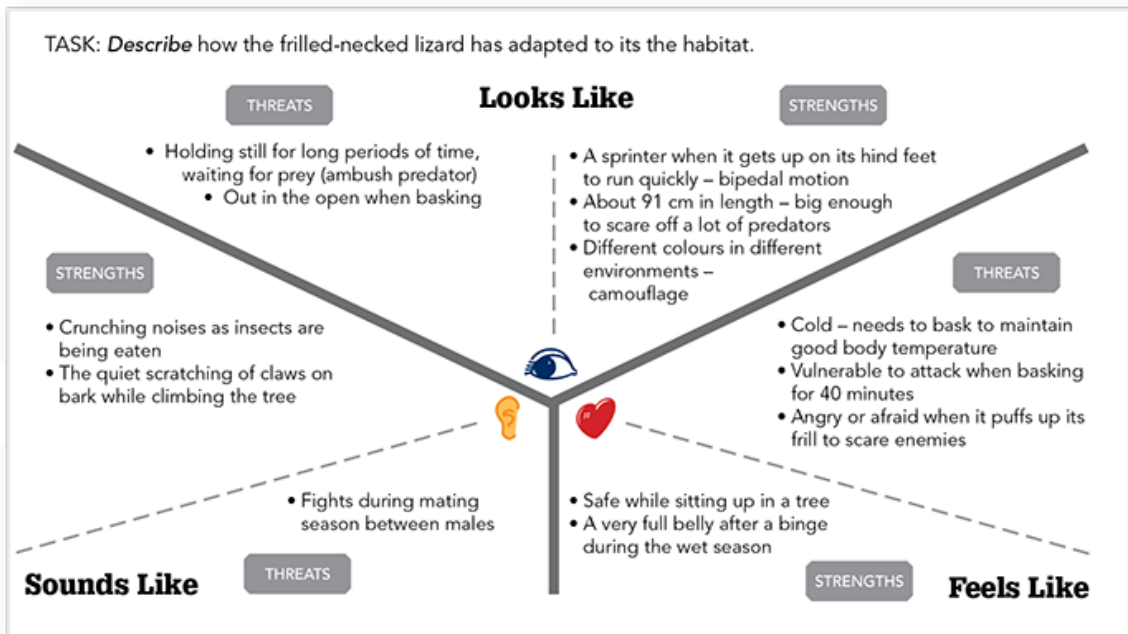 TASK: Describe how the frilled-necked lizard has adapted to its the habitat.
Looks Like
THREATS
• Holding still for long periods of time,
waiting for prey (ambush predator)
• Out in the open when basking
STRENGTHS
• A sprinter when it gets up on its hind feet
to run quickly – bipedal motion
• About 91 cm in length – big enough
to scare off a lot of predators
• Different colours in different
environments –
camouflage
STRENGTHS
• Crunching noises as insects are
being eaten
• The quiet scratching of claws on
bark while climbing the tree
• Fights during mating
season between males
THREATS
Sounds Like
THREATS
• Cold – needs to bask to maintain
good body temperature
• Vulnerable to attack when basking
for 40 minutes
• Angry or afraid when it puffs up its
frill to scare enemies
• Safe while sitting up in a tree
• A very full belly after a binge
during the wet season
STRENGTHS
Feels Like